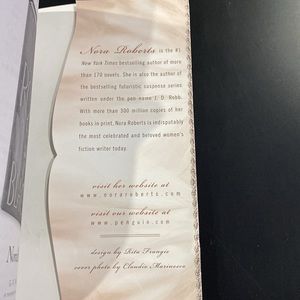 Nora Roberts is the #1
New York Times bestselling author of
more than 170 novels. She is also the author
of the bestselling futuristic suspense series
written under the pen name J. D. Robb.
With more than 300 million copies of her
books in print, Nora Roberts is indisputably
the most celebrated and beloved women's
fiction writer today.
visit her website at
www.noraroberts.com
visit our website at
www.penguin.com
design by Rita Frangie
cover photo by Claudio Marinesco